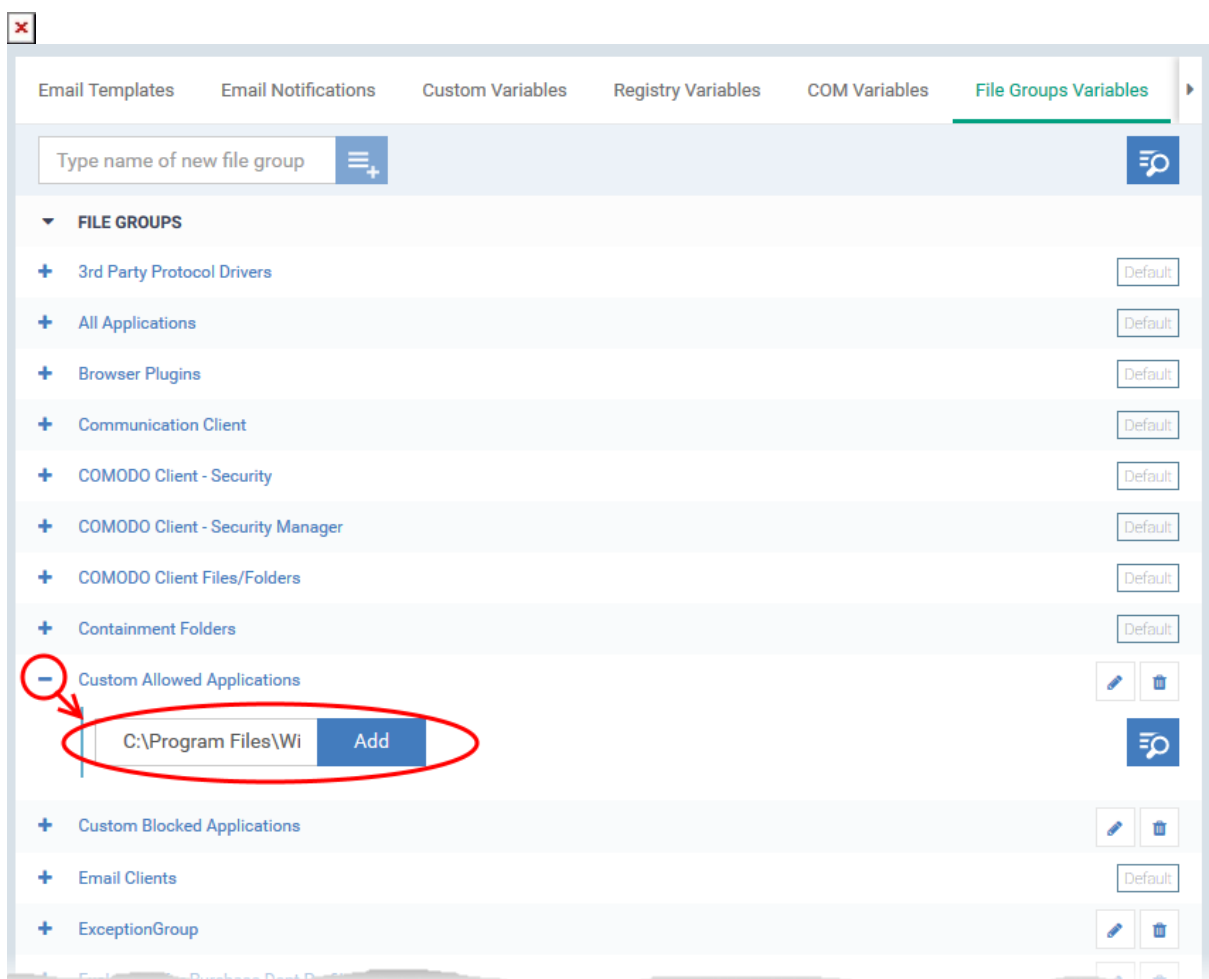 Email Templates Email Notifications Custom Variables Registry Variables COM Variables File Groups Variables
Type name of new file group
FILE GROUPS
3rd Party Protocol Drivers Default
All Applications Default
Browser Plugins Default
Communication Client Default
COMODO Client - Security Default
COMODO Client - Security Manager Default
COMODO Client Files/Folders Default
Containment Folders Default
Custom Allowed Applications
C:\Program Files\Wi Add
Custom Blocked Applications
Email Clients Default
ExceptionGroup
Purchase Dept